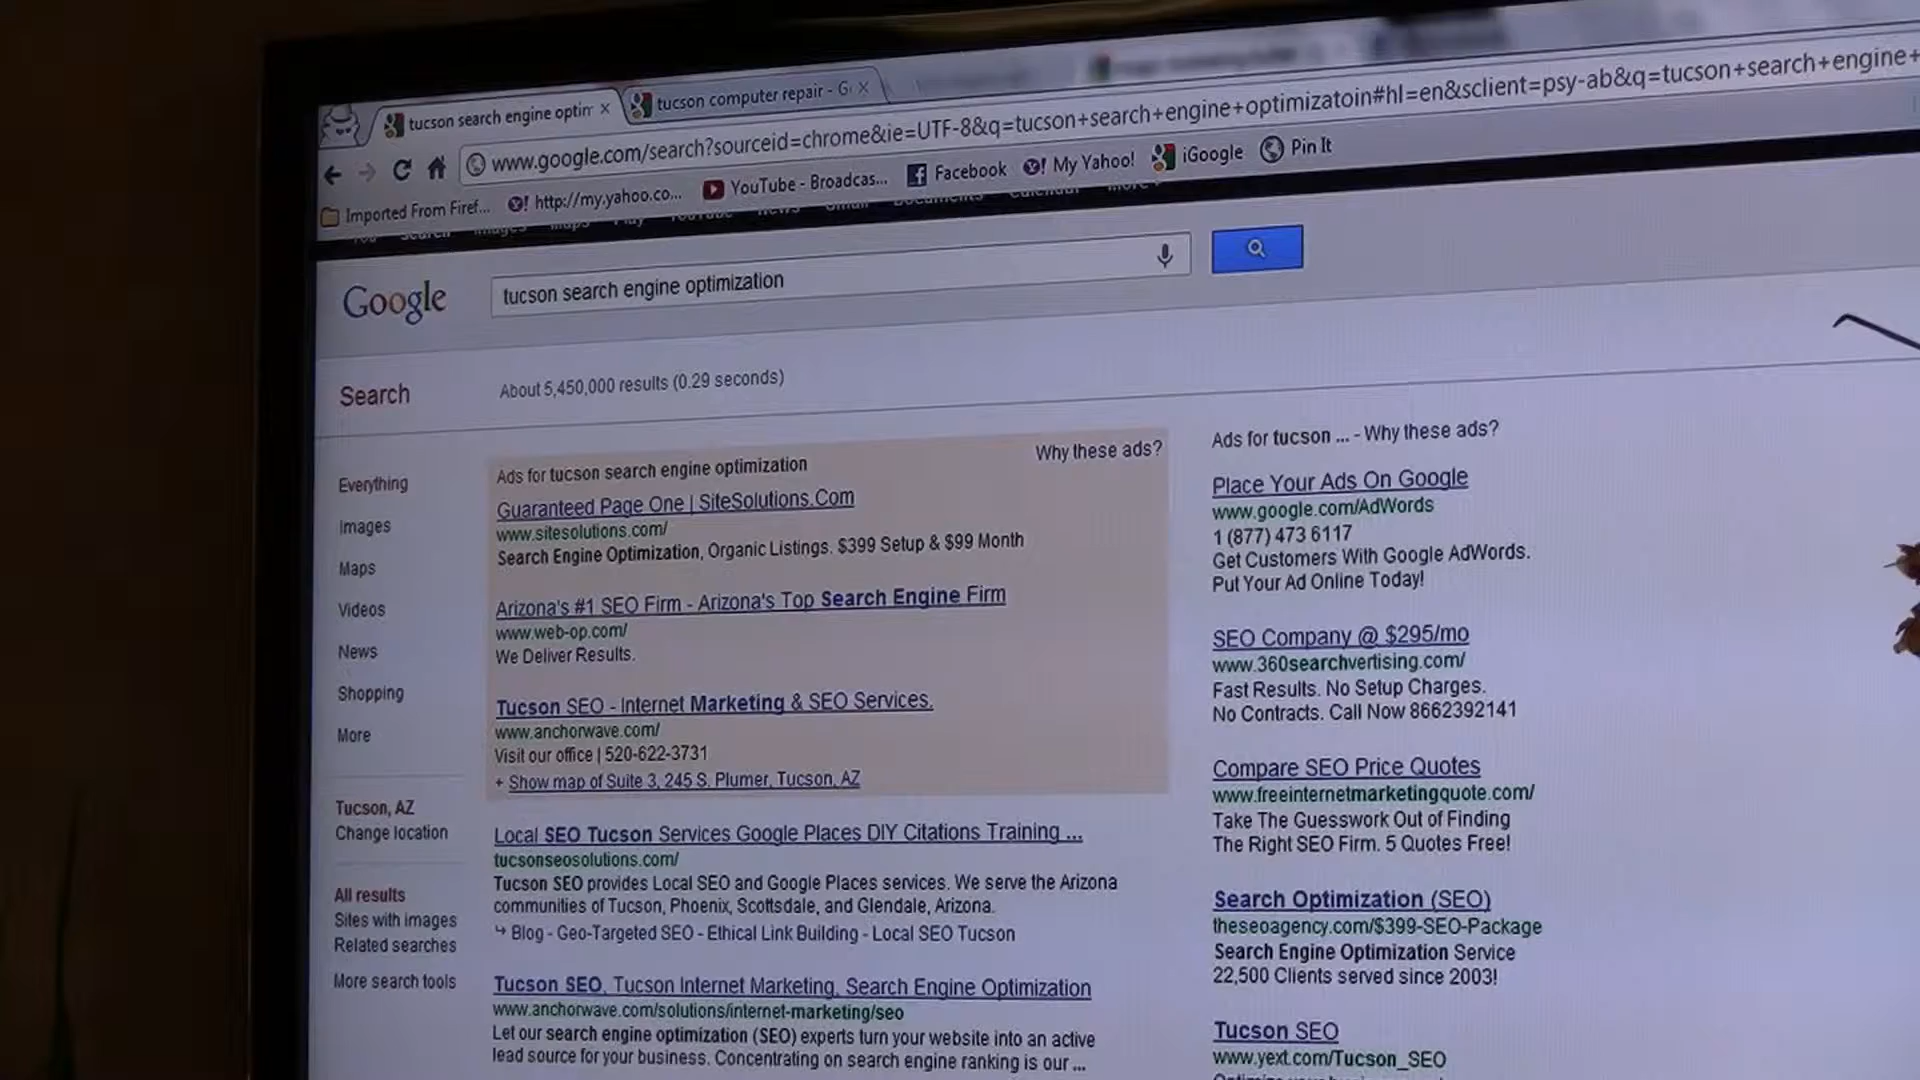 tucson search engine optim
tucson computer repair - G
www.google.com/search?sourceid=chrome&ie=UTF-8&q=tucson+search+engine+optimizatoin#hl=en&sclient=psy-ab&q=tucson+search+engine+
Imported From Firef...
http://my.yahoo.co...
YouTube - Broadcas...
Facebook
My Yahoo!
iGoogle
Pin It
Google
tucson search engine optimization
Search
About 5,450,000 results (0.29 seconds)
Everything
Images
Maps
Videos
News
Shopping
More
Tucson, AZ
Change location
All results
Sites with images
Related searches
More search tools
Ads for tucson search engine optimization
Why these ads?
Guaranteed Page One | SiteSolutions.Com
www.sitesolutions.com/
Search Engine Optimization, Organic Listings. $399 Setup & $99 Month
Arizona's #1 SEO Firm - Arizona's Top Search Engine Firm
www.web-op.com/
We Deliver Results.
Tucson SEO - Internet Marketing & SEO Services.
www.anchorwave.com/
Visit our office | 520-622-3731
+ Show map of Suite 3, 245 S. Plumer, Tucson, AZ
Local SEO Tucson Services Google Places DIY Citations Training ...
tucsonseosolutions.com/
Tucson SEO provides Local SEO and Google Places services. We serve the Arizona
communities of Tucson, Phoenix, Scottsdale, and Glendale, Arizona.
↳ Blog - Geo-Targeted SEO - Ethical Link Building - Local SEO Tucson
Tucson SEO, Tucson Internet Marketing, Search Engine Optimization
www.anchorwave.com/solutions/internet-marketing/seo
Let our search engine optimization (SEO) experts turn your website into an active
lead source for your business. Concentrating on search engine ranking is our ...
Ads for tucson ... - Why these ads?
Place Your Ads On Google
www.google.com/AdWords
1 (877) 473 6117
Get Customers With Google AdWords.
Put Your Ad Online Today!
SEO Company @ $295/mo
www.360searchvertising.com/
Fast Results. No Setup Charges.
No Contracts. Call Now 8662392141
Compare SEO Price Quotes
www.freeinternetmarketingquote.com/
Take The Guesswork Out of Finding
The Right SEO Firm. 5 Quotes Free!
Search Optimization (SEO)
theseoagency.com/$399-SEO-Package
Search Engine Optimization Service
22,500 Clients served since 2003!
Tucson SEO
www.yext.com/Tucson_SEO